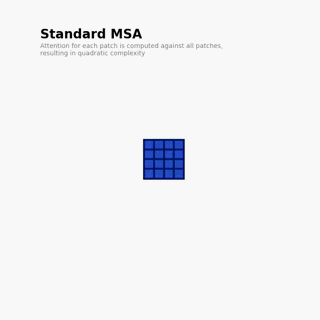 Standard MSA
Attention for each patch is computed against all patches,
resulting in quadratic complexity